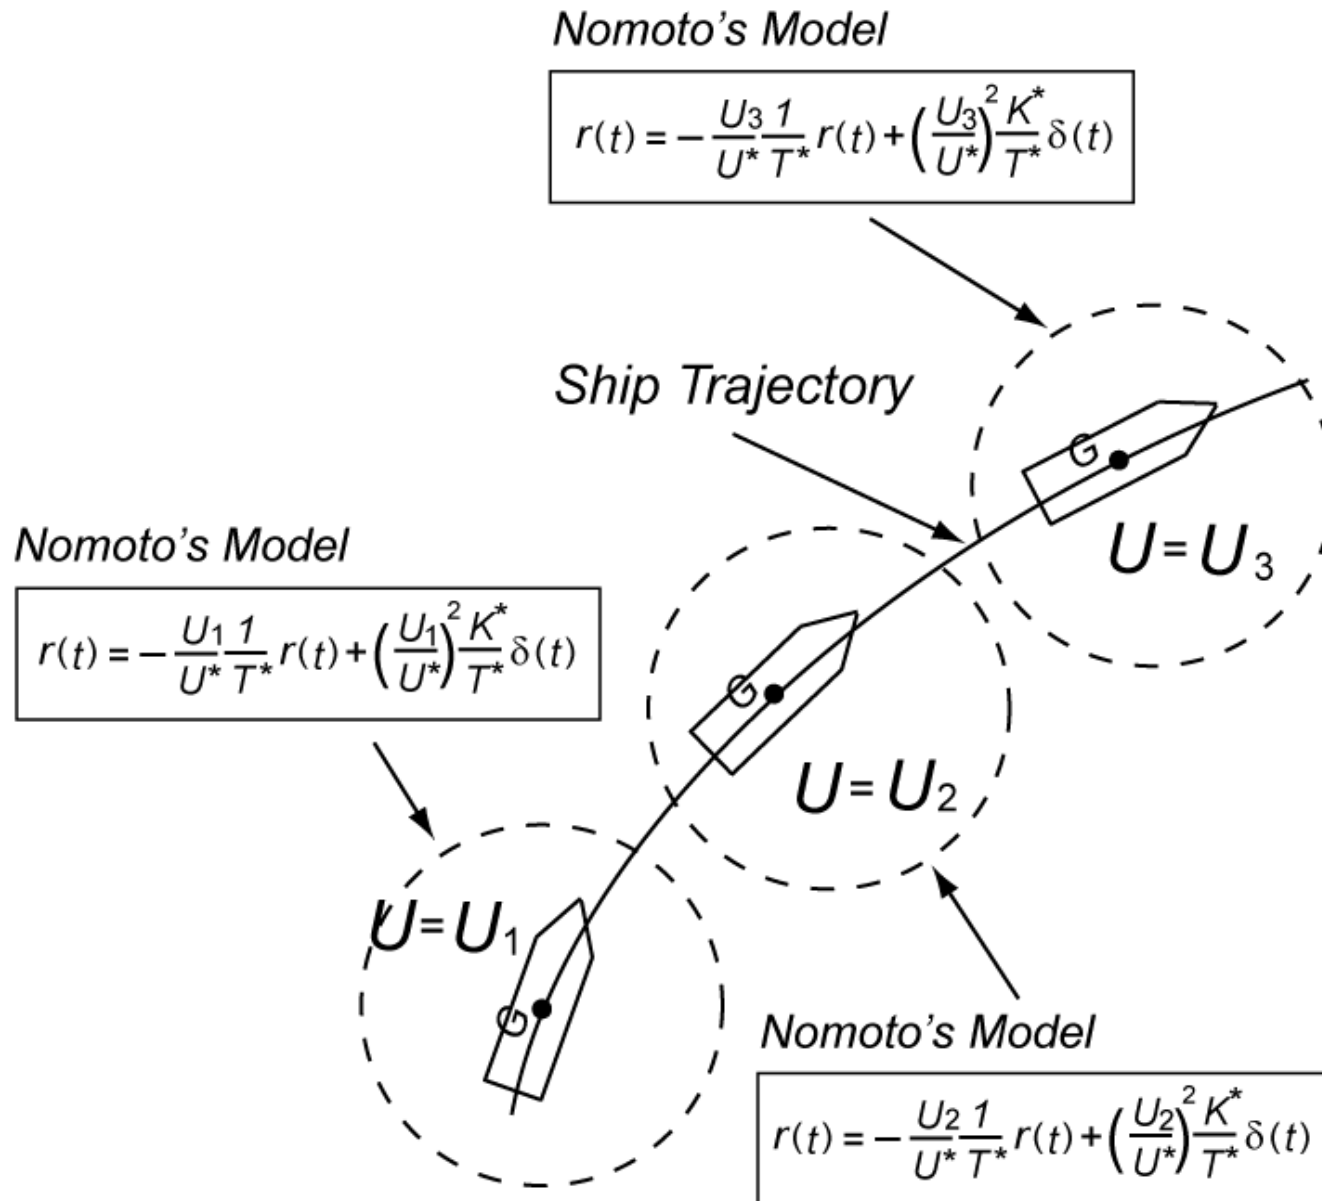 Nomoto's Model
r(t) = − U3/U* 1/T* r(t) + (U3/U*)² K*/T* δ(t)
Ship Trajectory
G
U = U3
Nomoto's Model
r(t) = − U1/U* 1/T* r(t) + (U1/U*)² K*/T* δ(t)
G
U = U2
U = U1
G
Nomoto's Model
r(t) = − U2/U* 1/T* r(t) + (U2/U*)² K*/T* δ(t)